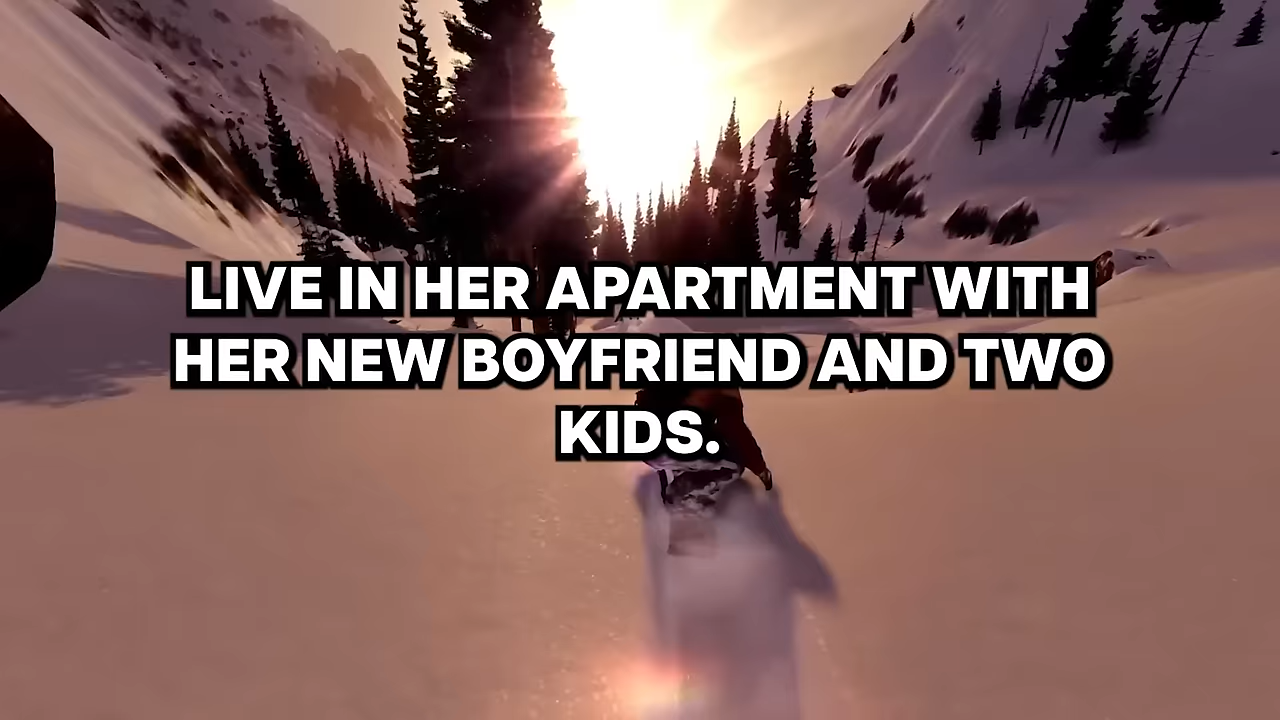 LIVE IN HER APARTMENT WITH
HER NEW BOYFRIEND AND TWO
KIDS.